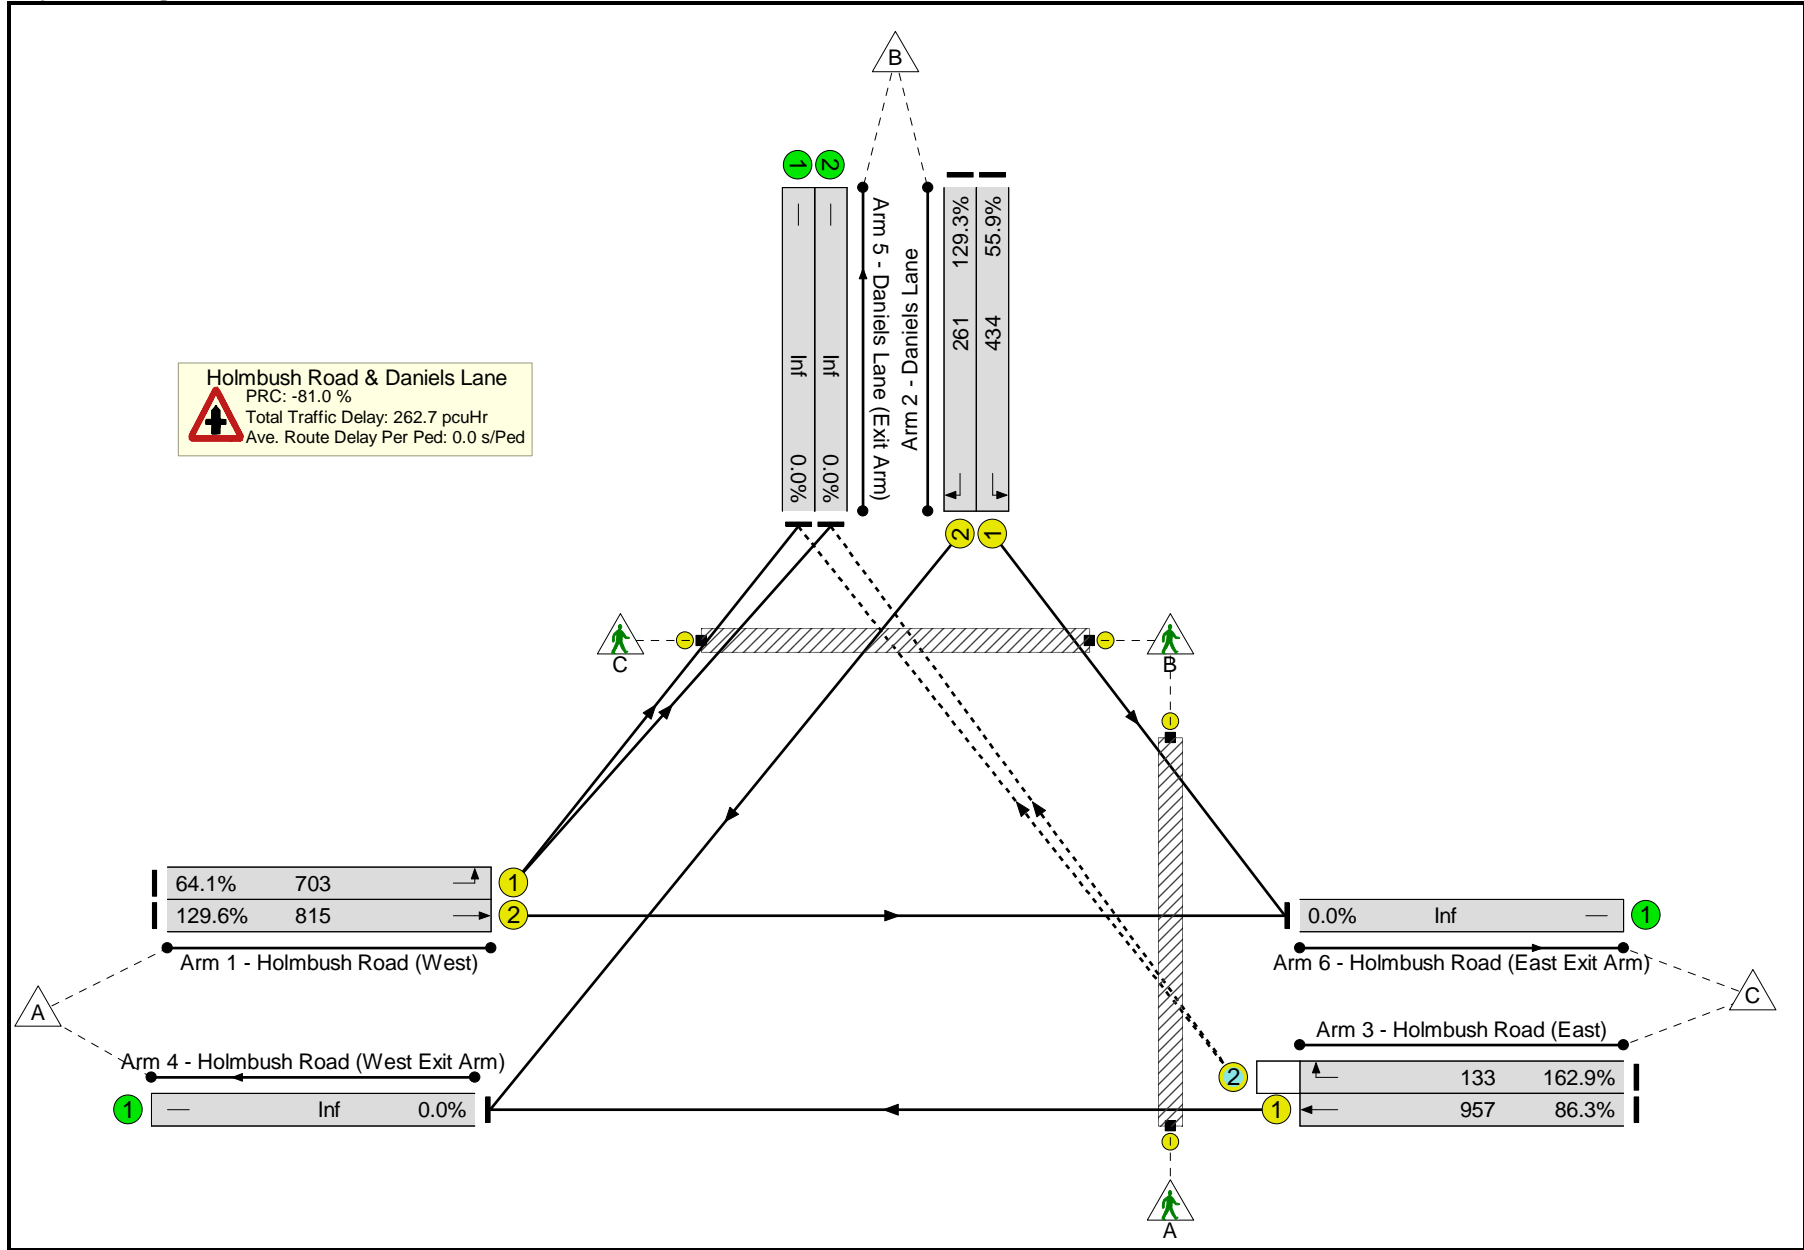 B
1
2
—
—
Inf
Inf
0.0%
0.0%
Arm 5 - Daniels Lane (Exit Arm)
Arm 2 - Daniels Lane
129.3%
55.9%
261
434
2
1
Holmbush Road & Daniels Lane
PRC: -81.0 %
Total Traffic Delay: 262.7 pcuHr
Ave. Route Delay Per Ped: 0.0 s/Ped
C
B
64.1% 703
1
129.6% 815
2
Arm 1 - Holmbush Road (West)
A
Arm 4 - Holmbush Road (West Exit Arm)
1
— Inf 0.0%
0.0% Inf —
1
Arm 6 - Holmbush Road (East Exit Arm)
C
Arm 3 - Holmbush Road (East)
2
133 162.9%
1
957 86.3%
A